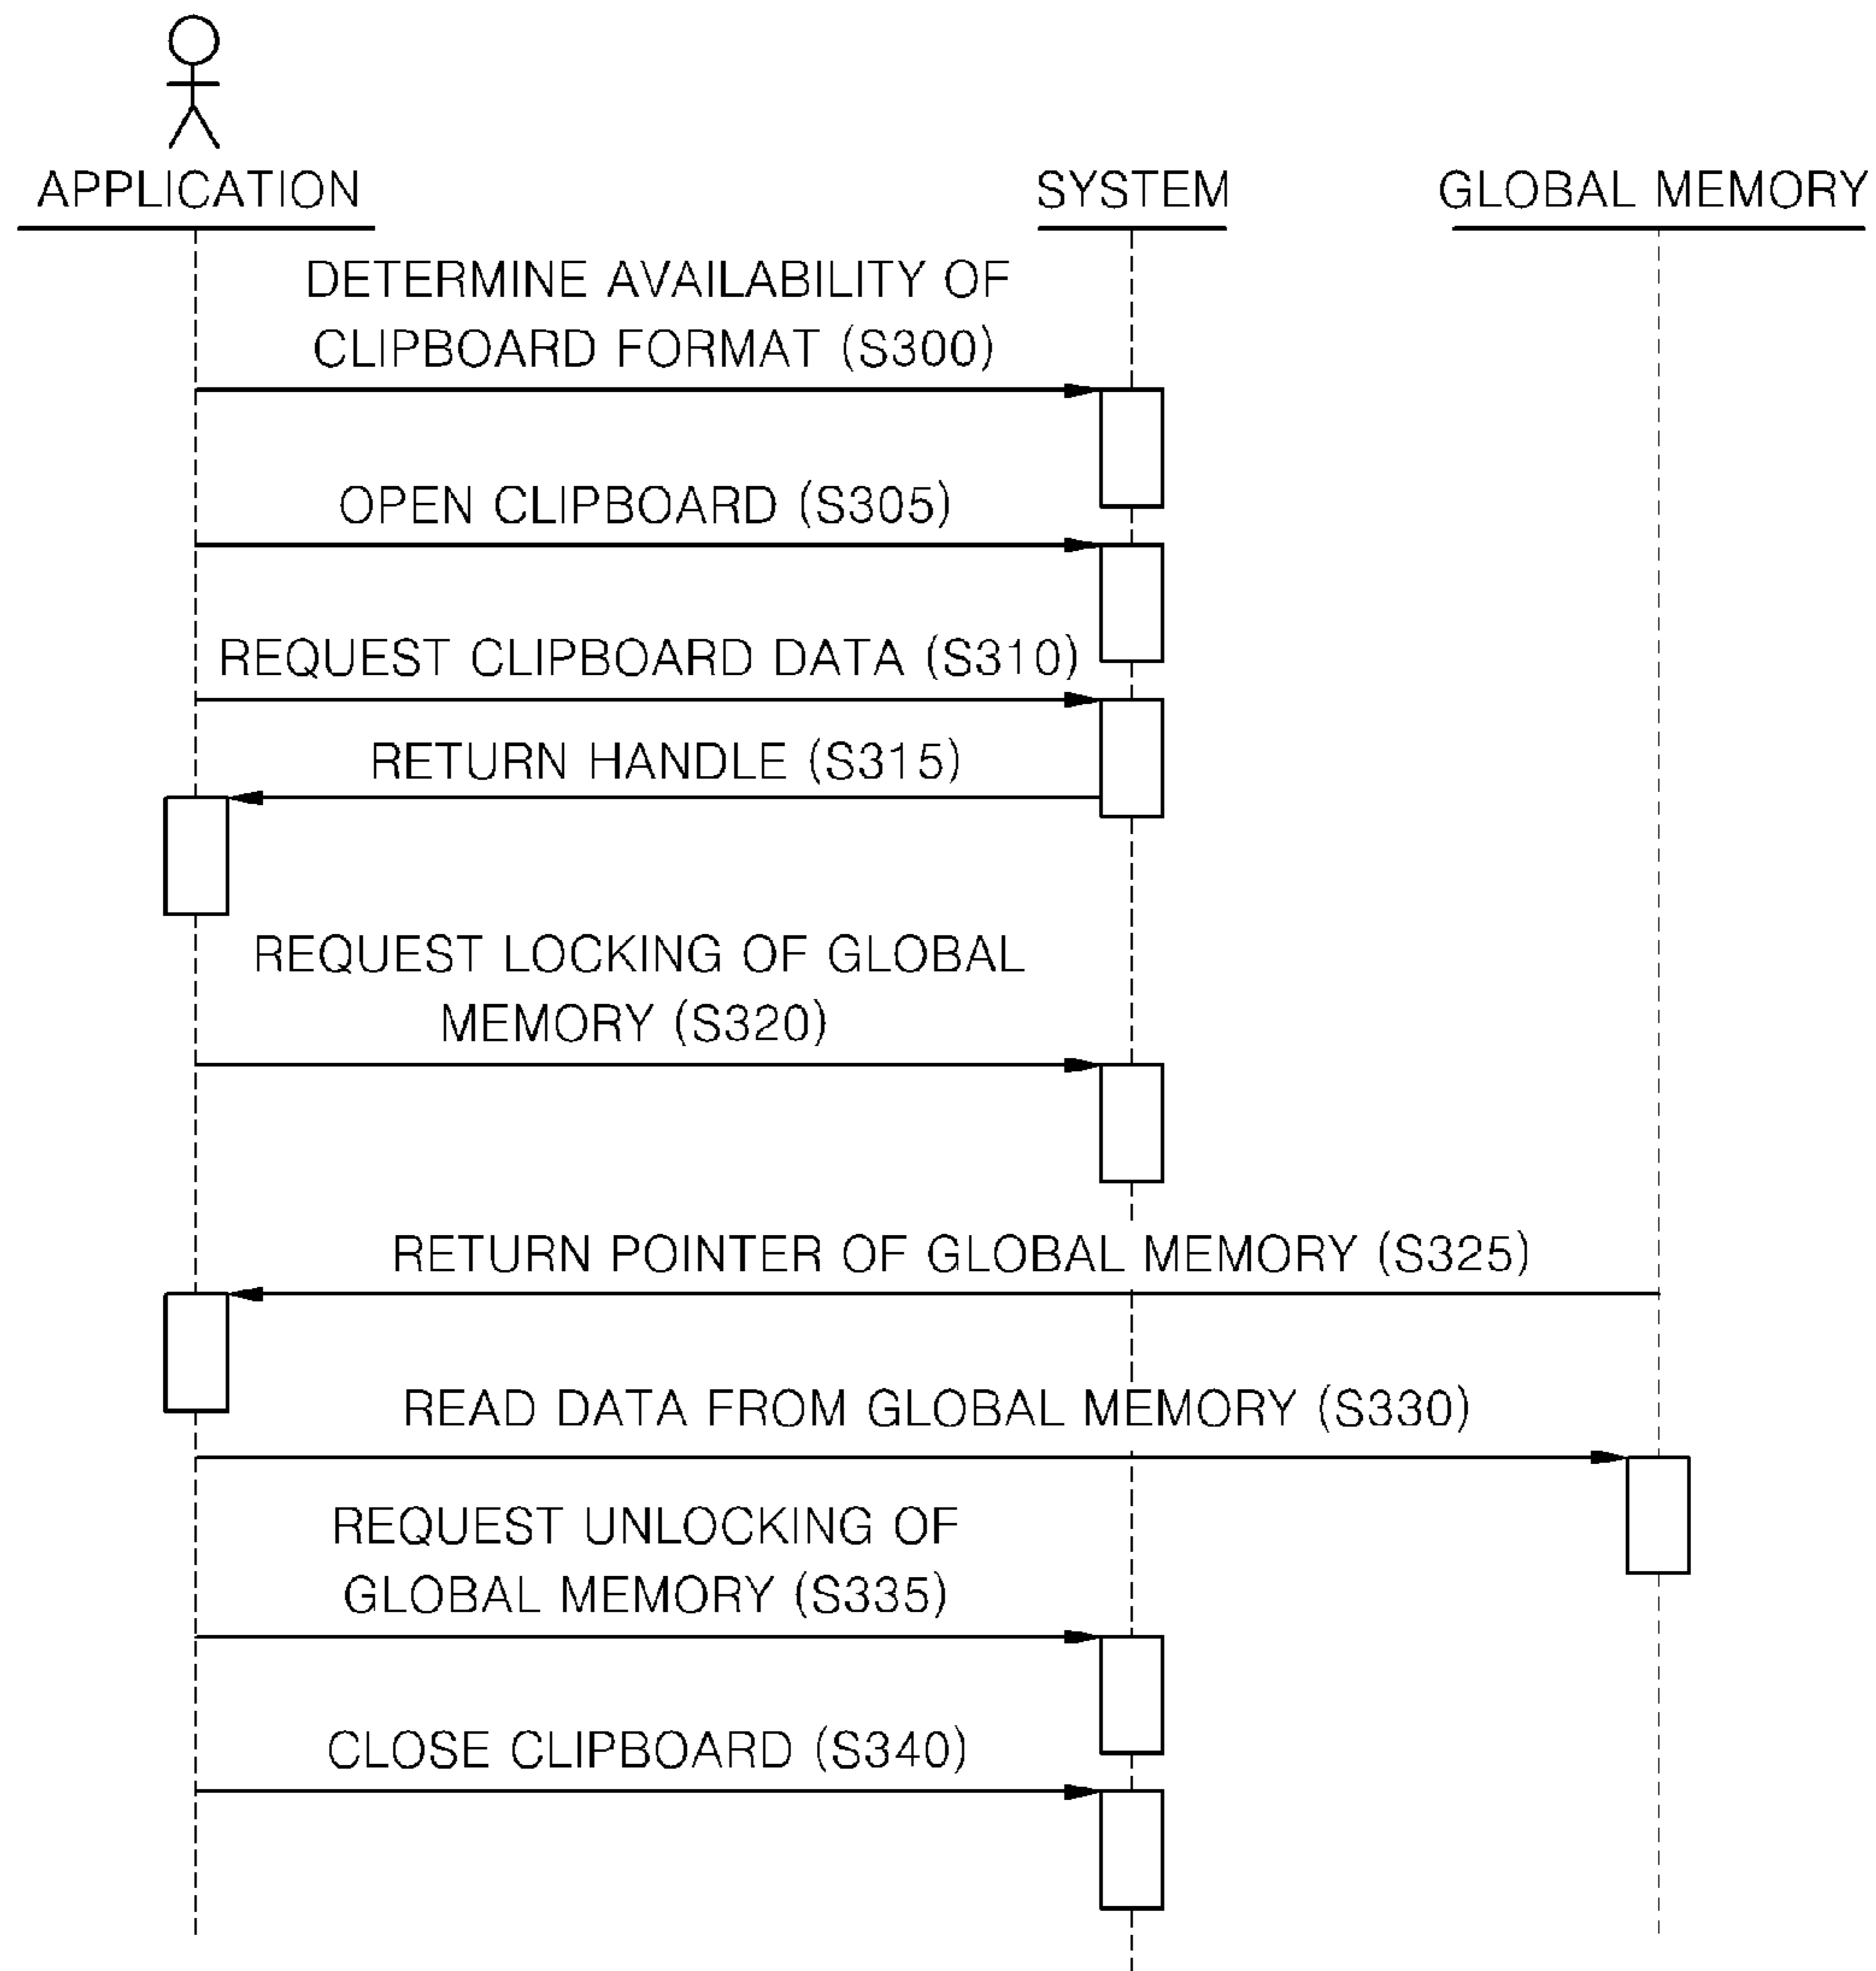 APPLICATION
SYSTEM
GLOBAL MEMORY
DETERMINE AVAILABILITY OF
CLIPBOARD FORMAT (S300)
OPEN CLIPBOARD (S305)
REQUEST CLIPBOARD DATA (S310)
RETURN HANDLE (S315)
REQUEST LOCKING OF GLOBAL
MEMORY (S320)
RETURN POINTER OF GLOBAL MEMORY (S325)
READ DATA FROM GLOBAL MEMORY (S330)
REQUEST UNLOCKING OF
GLOBAL MEMORY (S335)
CLOSE CLIPBOARD (S340)